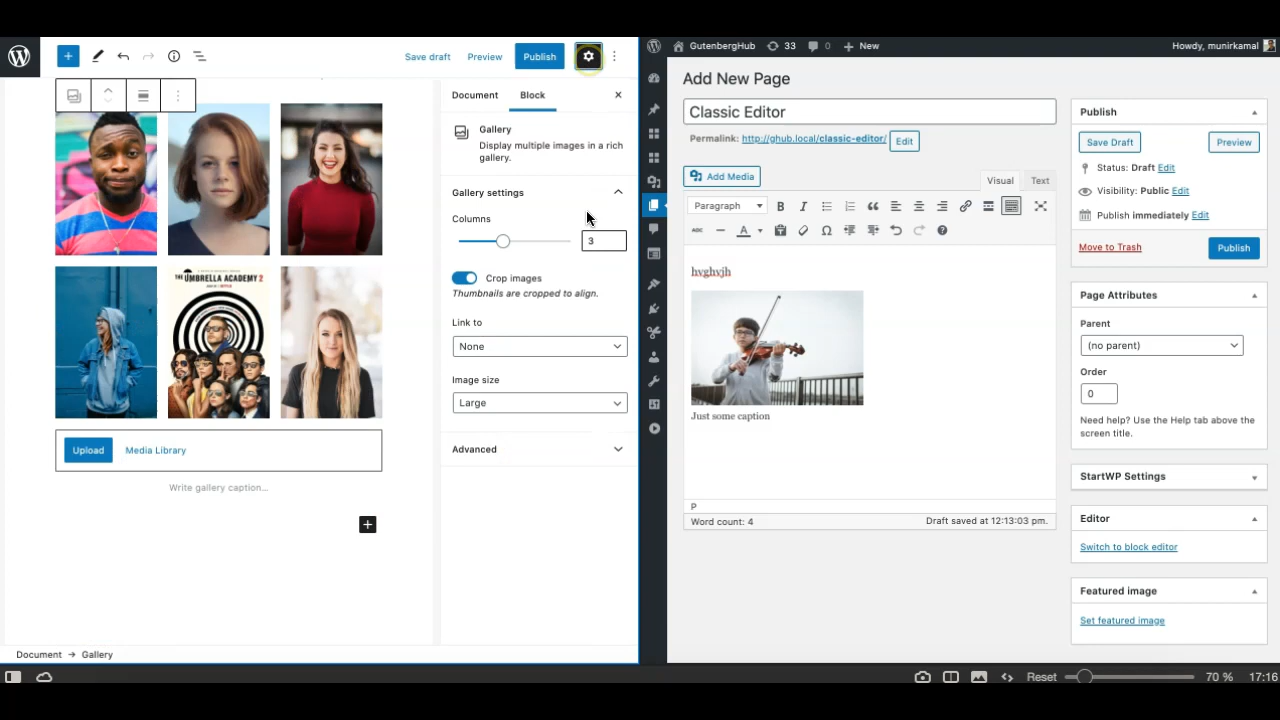 Save draft
Preview
Publish
Document
Block
Gallery
Display multiple images in a rich
gallery.
Gallery settings
Columns
3
Crop images
Thumbnails are cropped to align.
Link to
None
Image size
Large
Advanced
THE UMBRELLA ACADEMY 2
Upload
Media Library
Write gallery caption...
Document → Gallery
GutenbergHub
33
0
New
Howdy, munirkamal
Add New Page
Classic Editor
Permalink: http://ghub.local/classic-editor/ Edit
Add Media
Visual
Text
Paragraph
B
I
ABC
A
hvghvjh
Just some caption
P
Word count: 4
Draft saved at 12:13:03 pm.
Publish
Save Draft
Preview
Status: Draft Edit
Visibility: Public Edit
Publish immediately Edit
Move to Trash
Publish
Page Attributes
Parent
(no parent)
Order
0
Need help? Use the Help tab above the
screen title.
StartWP Settings
Editor
Switch to block editor
Featured image
Set featured image
Reset
70 %
17:16